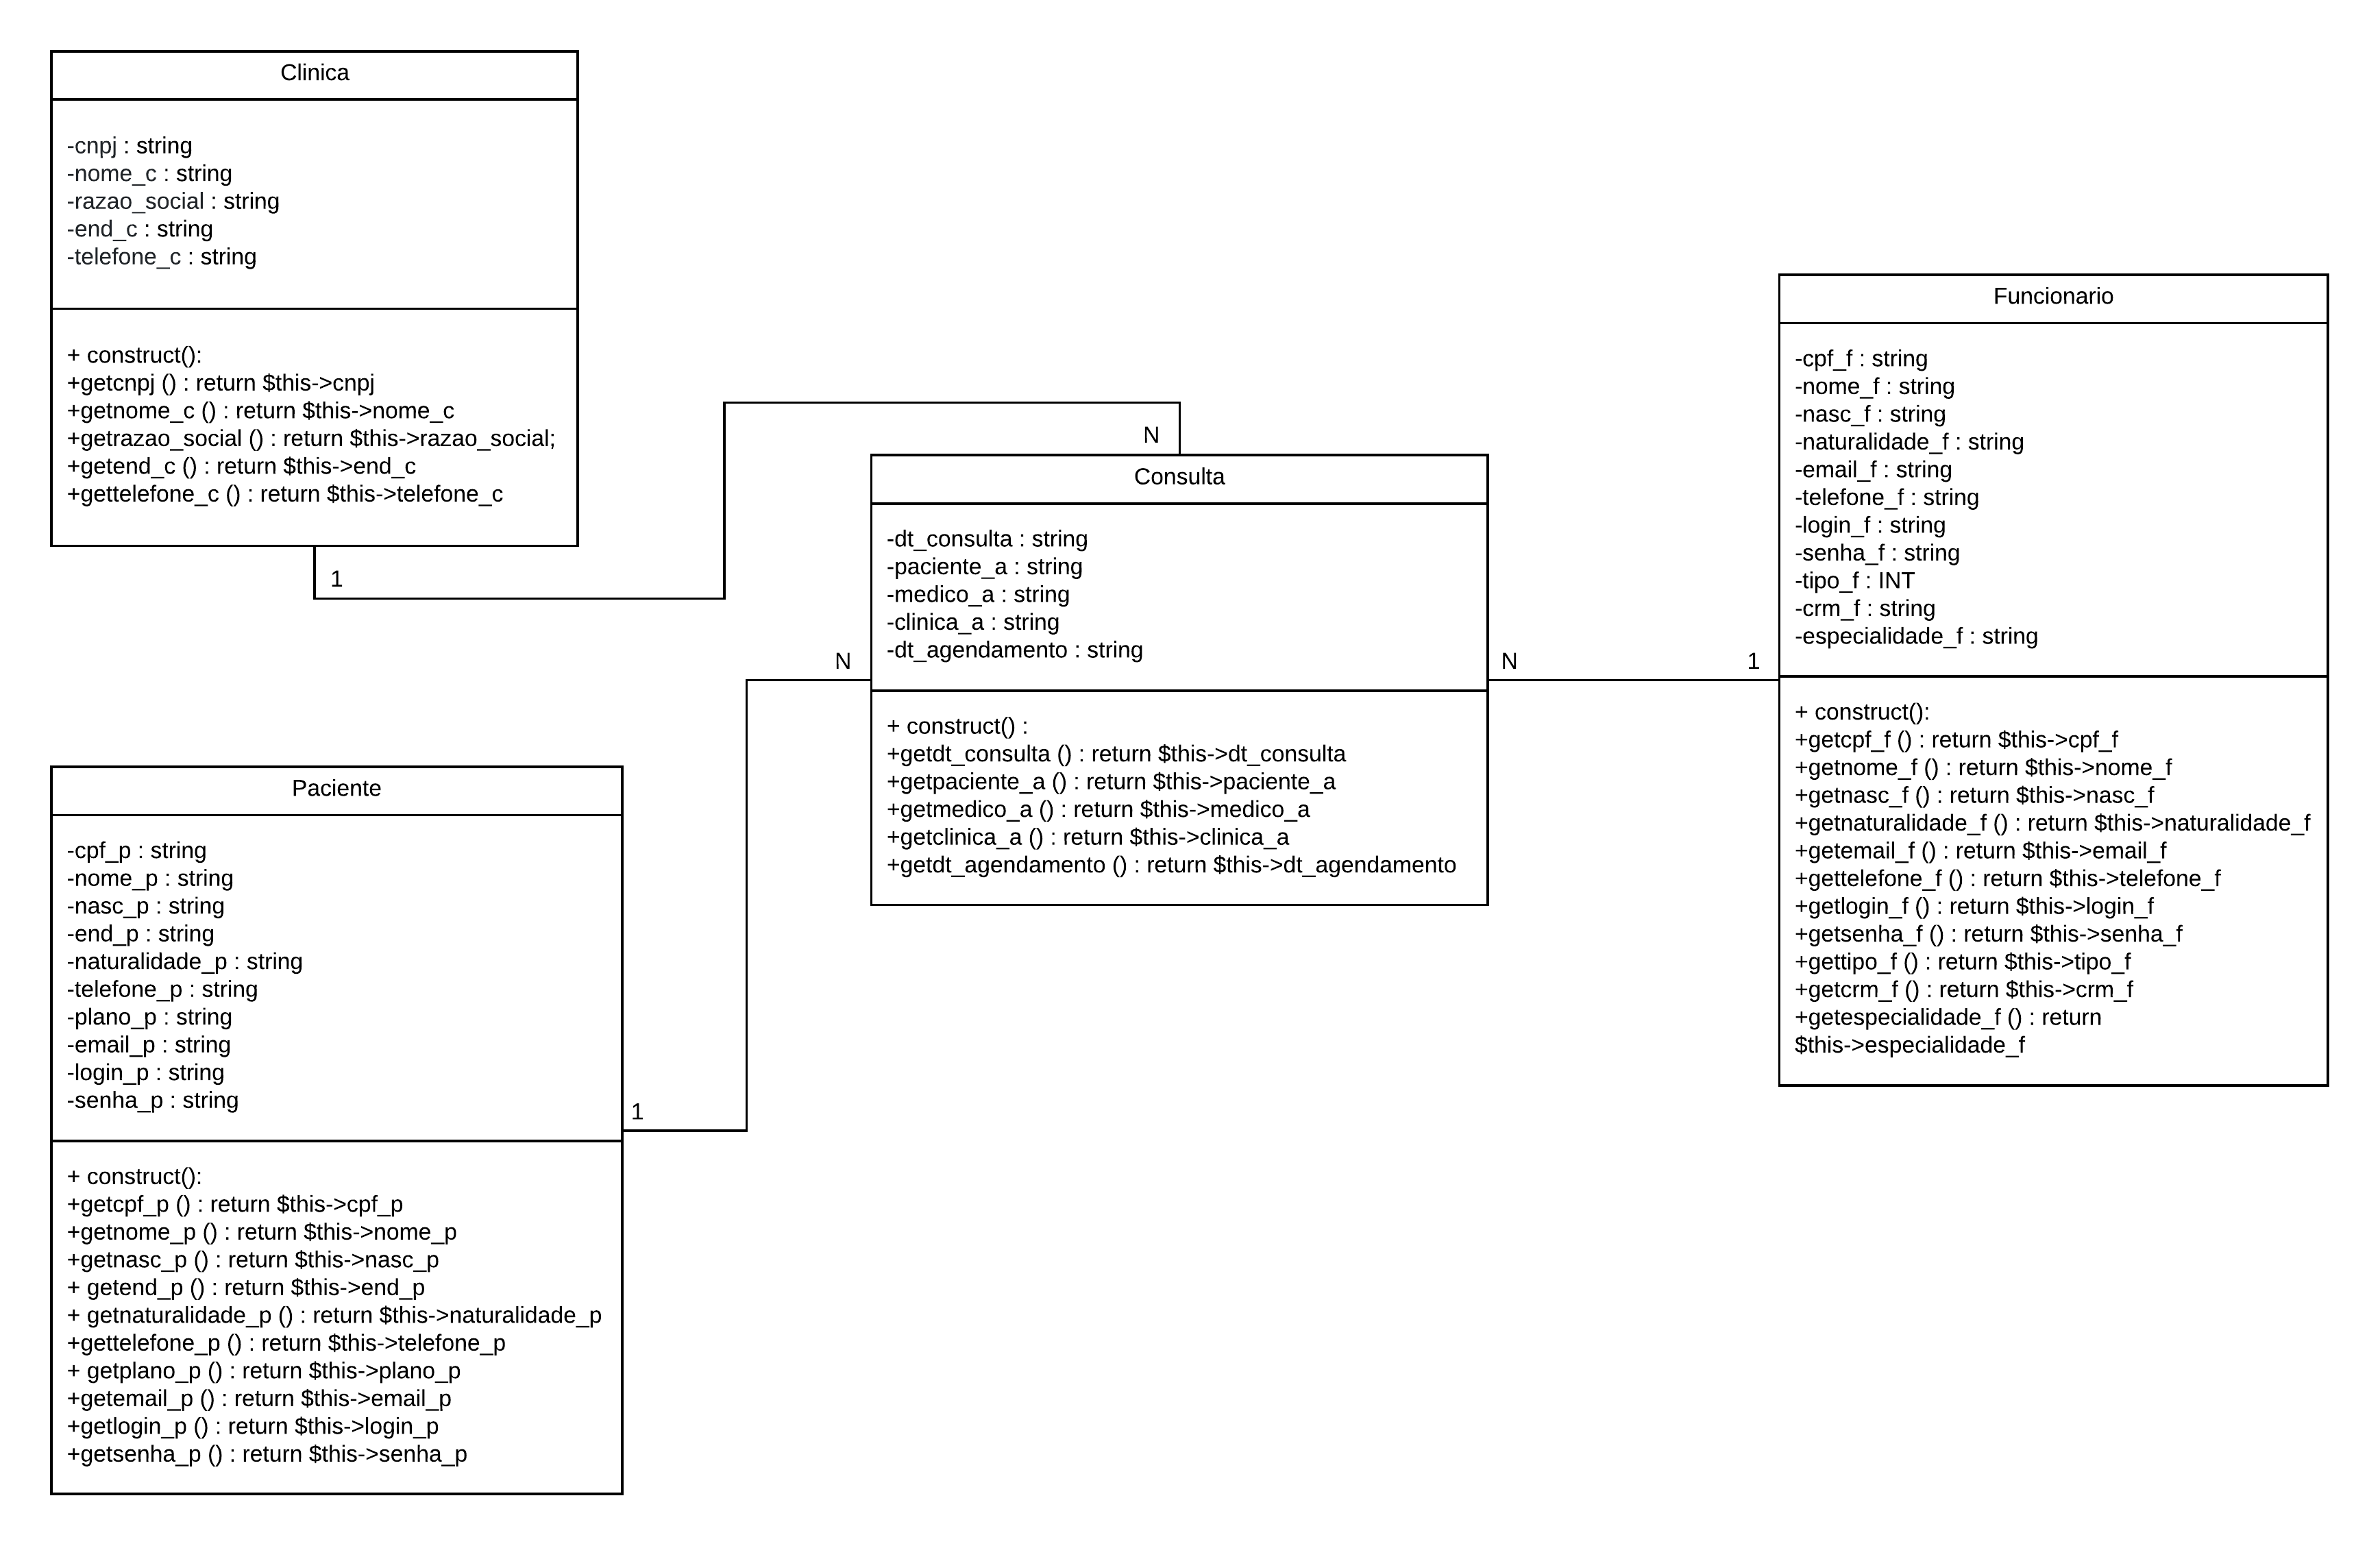 Clinica
-cnpj : string
-nome_c : string
-razao_social : string
-end_c : string
-telefone_c : string
+ construct():
+getcnpj () : return $this->cnpj
+getnome_c () : return $this->nome_c
+getrazao_social () : return $this->razao_social;
+getend_c () : return $this->end_c
+gettelefone_c () : return $this->telefone_c
1
N
Consulta
-dt_consulta : string
-paciente_a : string
-medico_a : string
-clinica_a : string
-dt_agendamento : string
+ construct() :
+getdt_consulta () : return $this->dt_consulta
+getpaciente_a () : return $this->paciente_a
+getmedico_a () : return $this->medico_a
+getclinica_a () : return $this->clinica_a
+getdt_agendamento () : return $this->dt_agendamento
N
N
1
Funcionario
-cpf_f : string
-nome_f : string
-nasc_f : string
-naturalidade_f : string
-email_f : string
-telefone_f : string
-login_f : string
-senha_f : string
-tipo_f : INT
-crm_f : string
-especialidade_f : string
+ construct():
+getcpf_f () : return $this->cpf_f
+getnome_f () : return $this->nome_f
+getnasc_f () : return $this->nasc_f
+getnaturalidade_f () : return $this->naturalidade_f
+getemail_f () : return $this->email_f
+gettelefone_f () : return $this->telefone_f
+getlogin_f () : return $this->login_f
+getsenha_f () : return $this->senha_f
+gettipo_f () : return $this->tipo_f
+getcrm_f () : return $this->crm_f
+getespecialidade_f () : return
$this->especialidade_f
Paciente
-cpf_p : string
-nome_p : string
-nasc_p : string
-end_p : string
-naturalidade_p : string
-telefone_p : string
-plano_p : string
-email_p : string
-login_p : string
-senha_p : string
1
+ construct():
+getcpf_p () : return $this->cpf_p
+getnome_p () : return $this->nome_p
+getnasc_p () : return $this->nasc_p
+ getend_p () : return $this->end_p
+ getnaturalidade_p () : return $this->naturalidade_p
+gettelefone_p () : return $this->telefone_p
+ getplano_p () : return $this->plano_p
+getemail_p () : return $this->email_p
+getlogin_p () : return $this->login_p
+getsenha_p () : return $this->senha_p